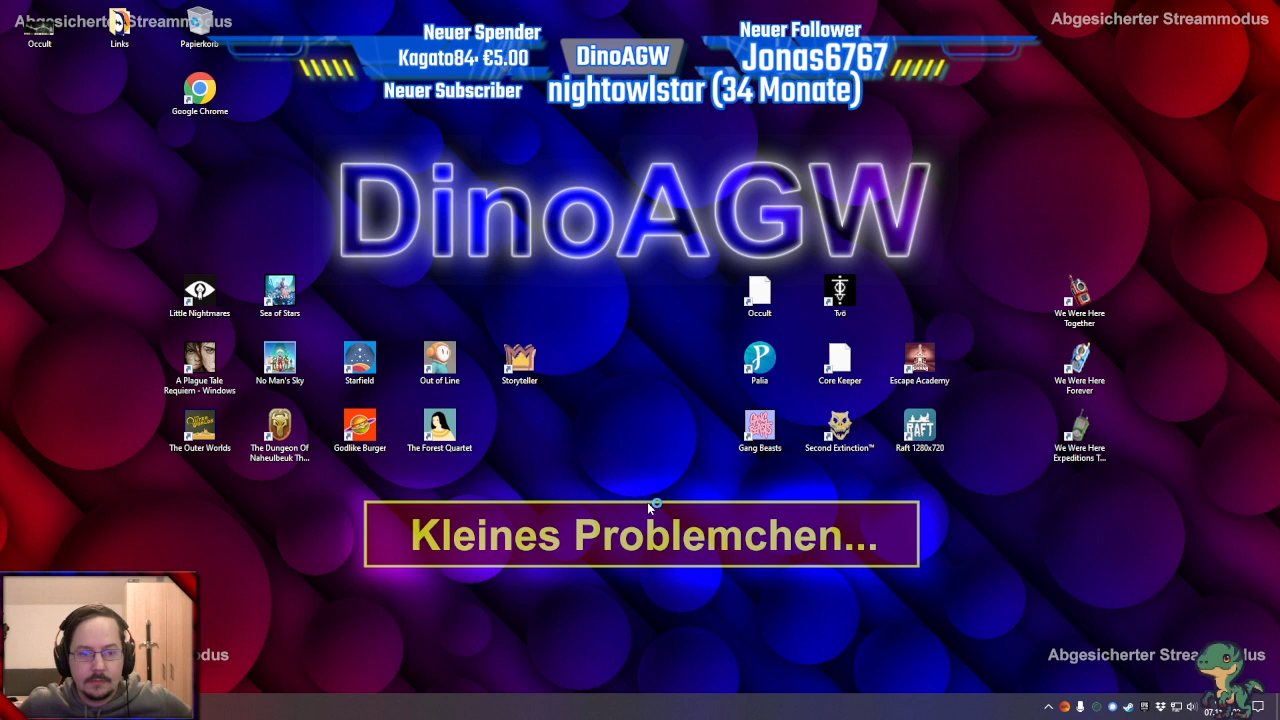 Abgesicherter Streammodus
Abgesicherter Streammodus
Neuer Spender
Kagato84• €5.00
DinoAGW
Neuer Follower
Jonas6767
Neuer Subscriber
nightowlstar (34 Monate)
Occult
Links
Papierkorb
Google Chrome
DinoAGW
Little Nightmares
Sea of Stars
Occult
Tvö
We Were Here Together
A Plague Tale Requiem - Windows
No Man's Sky
Starfield
Out of Line
Storyteller
Palia
Core Keeper
Escape Academy
We Were Here Forever
The Outer Worlds
The Dungeon Of Naheulbeuk Th...
Godlike Burger
The Forest Quartet
Gang Beasts
Second Extinction™
Raft 1280x720
We Were Here Expeditions T...
Kleines Problemchen...
Abgesicherter